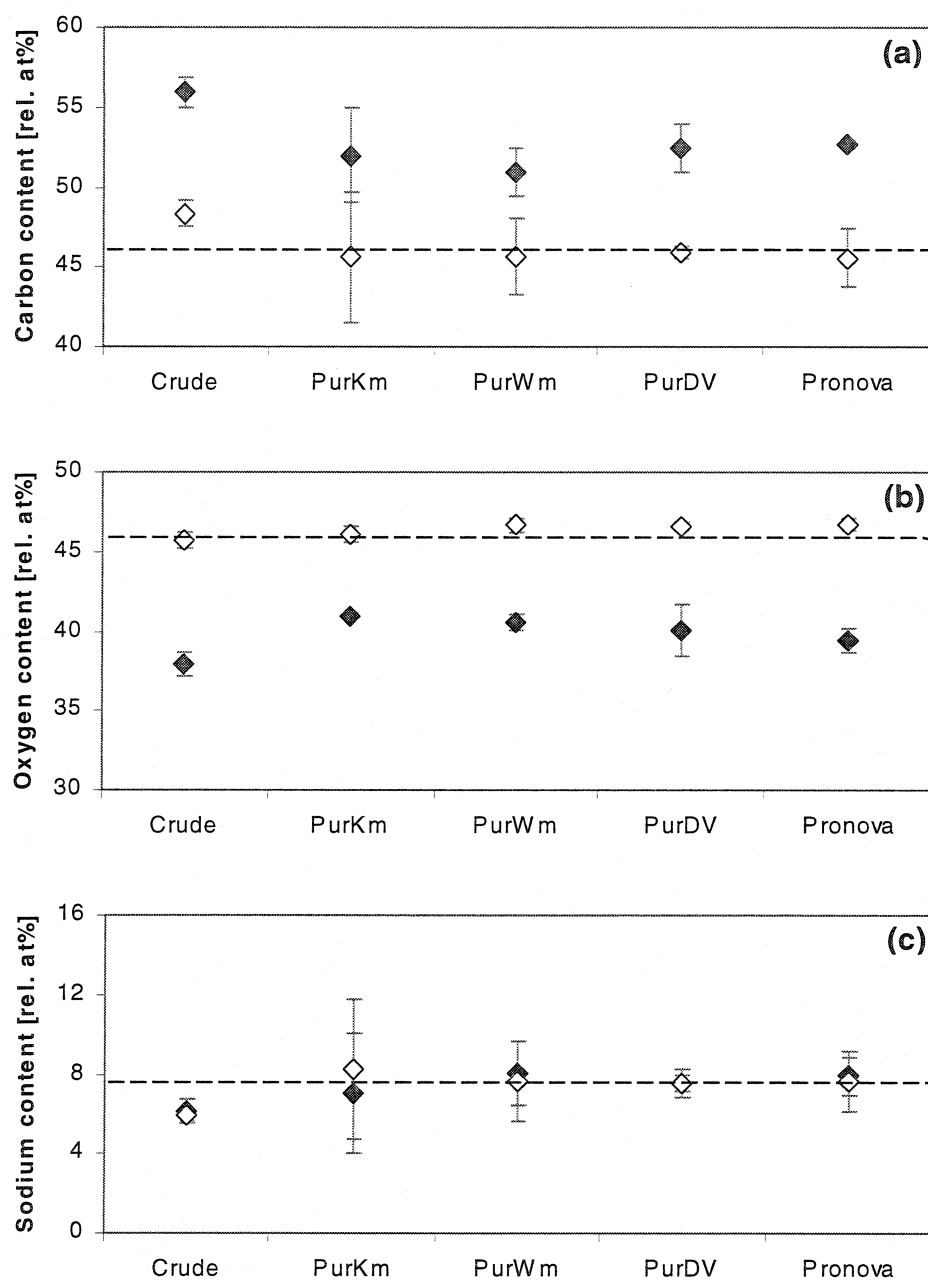 60
(a)
55
50
45
40
Carbon content [rel. at%]
Crude PurKm PurWm PurDV Pronova
50
(b)
45
40
35
30
Oxygen content [rel. at%]
Crude PurKm PurWm PurDV Pronova
16
(c)
12
8
4
0
Sodium content [rel. at%]
Crude PurKm PurWm PurDV Pronova